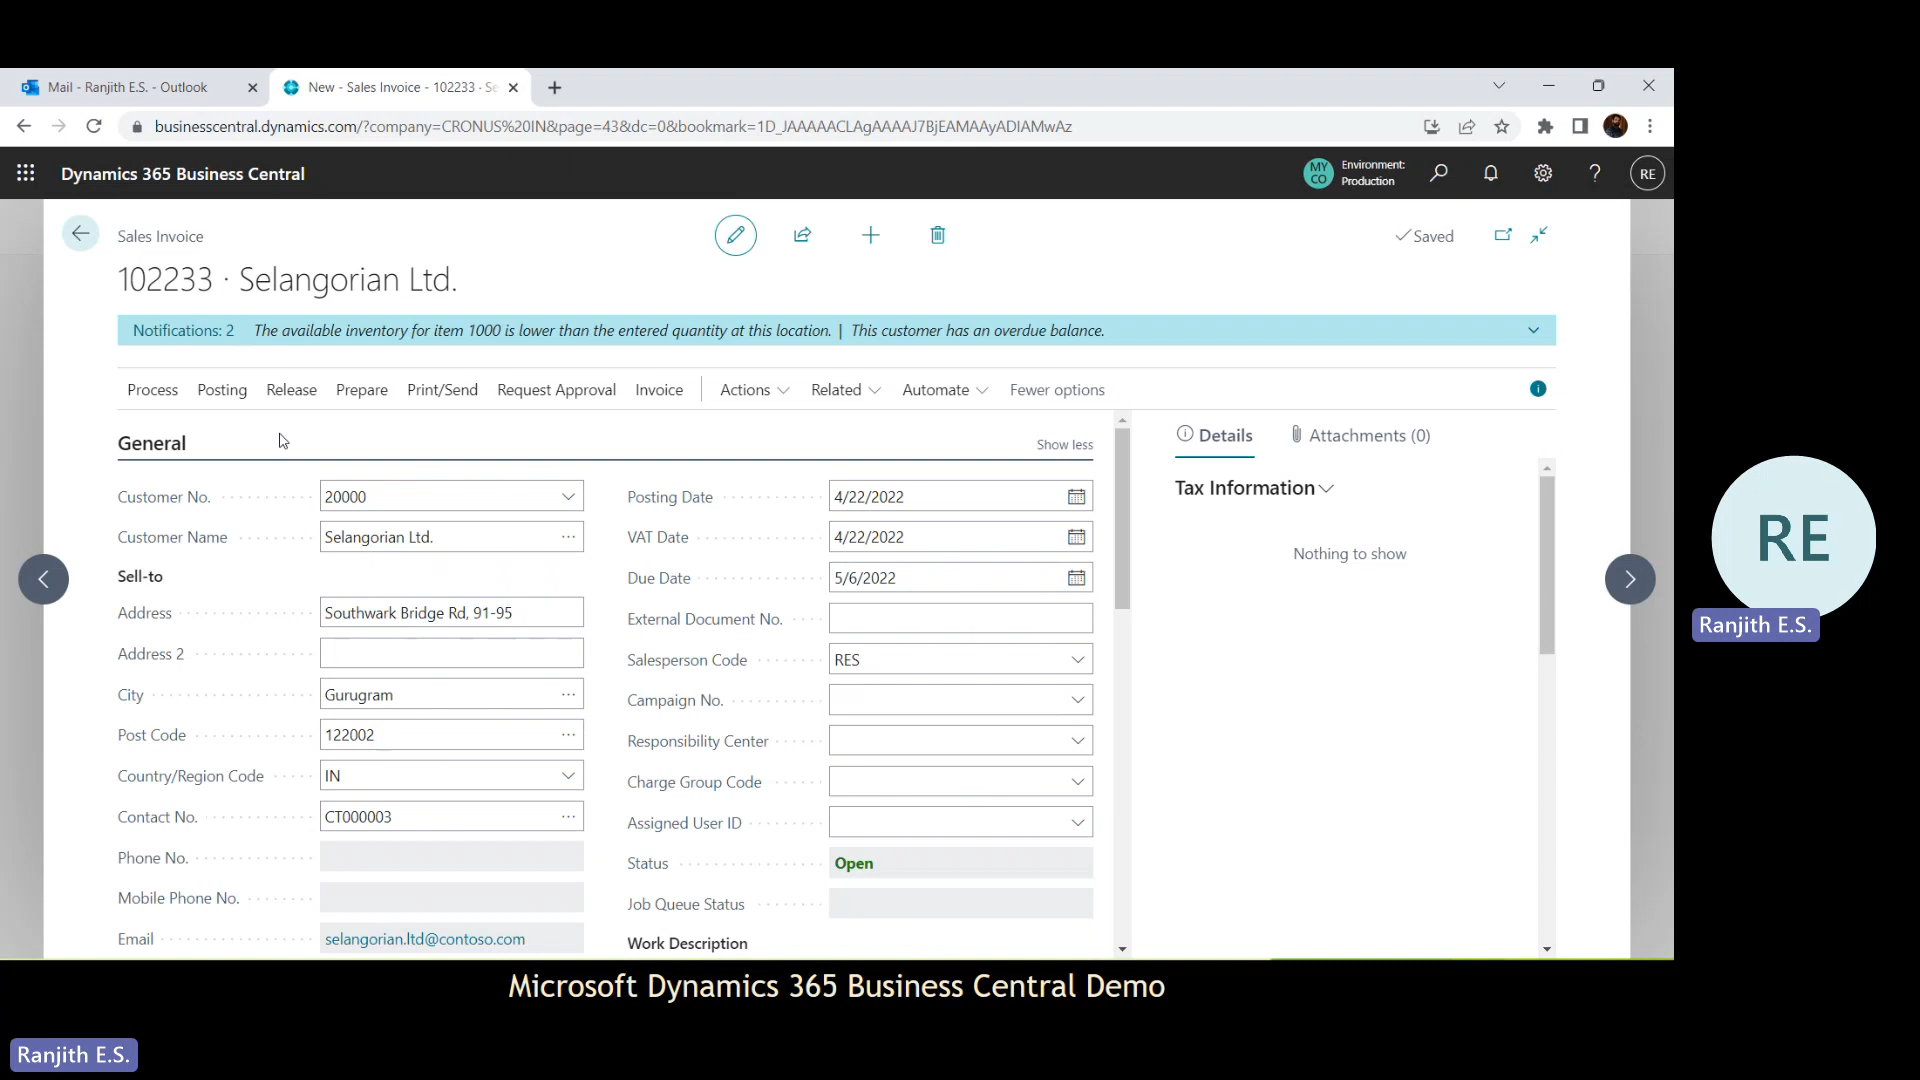 Mail - Ranjith E.S. - Outlook
New - Sales Invoice - 102233 · Se
businesscentral.dynamics.com/?company=CRONUS%20IN&page=43&dc=0&bookmark=1D_JAAAAACLAgAAAAJ7BjEAMAAyADIAMwAz
Dynamics 365 Business Central
MY CO
Environment:
Production
RE
Sales Invoice
Saved
102233 · Selangorian Ltd.
Notifications: 2 The available inventory for item 1000 is lower than the entered quantity at this location. | This customer has an overdue balance.
Process Posting Release Prepare Print/Send Request Approval Invoice Actions Related Automate Fewer options
General Show less
Customer No. 20000
Customer Name Selangorian Ltd.
Sell-to
Address Southwark Bridge Rd, 91-95
Address 2
City Gurugram
Post Code 122002
Country/Region Code IN
Contact No. CT000003
Phone No.
Mobile Phone No.
Email selangorian.ltd@contoso.com
Posting Date 4/22/2022
VAT Date 4/22/2022
Due Date 5/6/2022
External Document No.
Salesperson Code RES
Campaign No.
Responsibility Center
Charge Group Code
Assigned User ID
Status Open
Job Queue Status
Work Description
Details Attachments (0)
Tax Information
Nothing to show
RE
Ranjith E.S.
Microsoft Dynamics 365 Business Central Demo
Ranjith E.S.